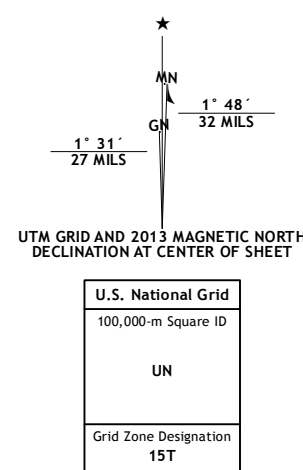 ★
MN
1° 48´
32 MILS
GN
1° 31´
27 MILS
UTM GRID AND 2013 MAGNETIC NORTH
DECLINATION AT CENTER OF SHEET
U.S. National Grid
100,000-m Square ID
UN
Grid Zone Designation
15T